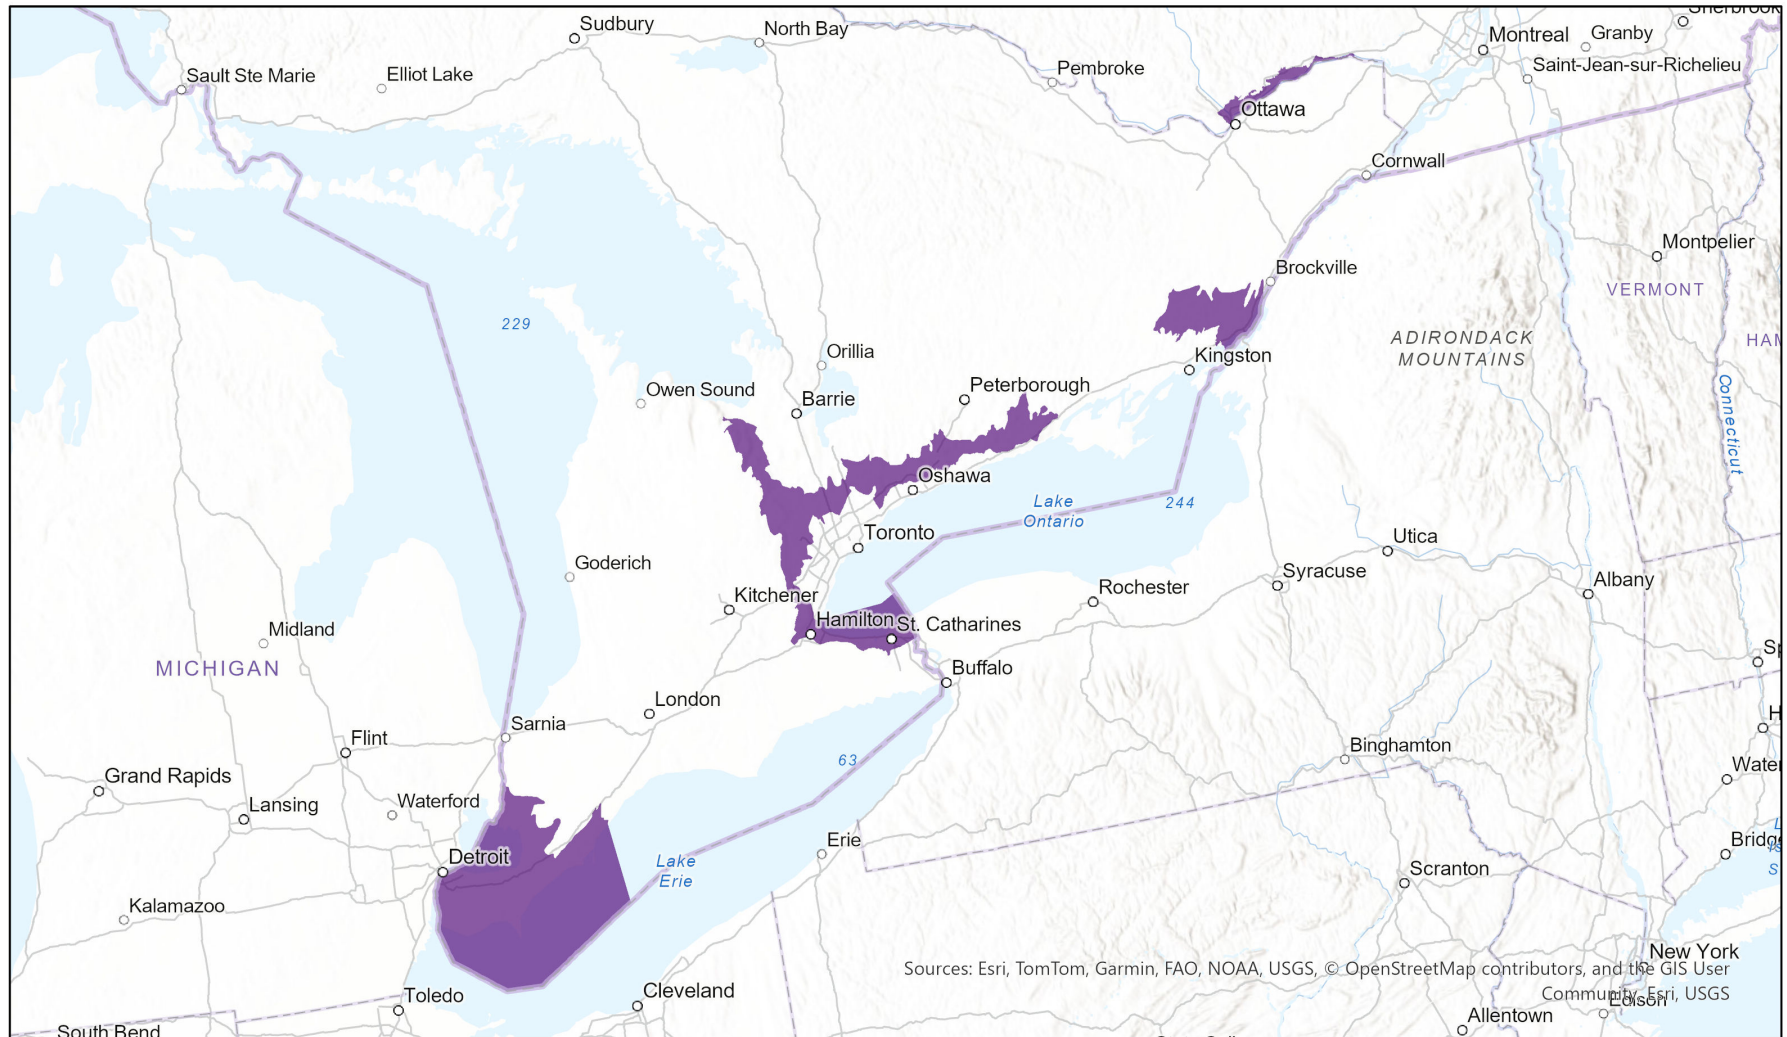 Sudbury
North Bay
Montreal
Granby
Saint-Jean-sur-Richelieu
Sault Ste Marie
Elliot Lake
Pembroke
Ottawa
Cornwall
Montpelier
Brockville
VERMONT
229
ADIRONDACK
MOUNTAINS
Orillia
Kingston
Owen Sound
Barrie
Peterborough
Connecticut
Oshawa
Lake
Ontario
244
Toronto
Utica
Goderich
Syracuse
Albany
Kitchener
Rochester
Midland
Hamilton
St. Catharines
MICHIGAN
Buffalo
London
Sarnia
Flint
Binghamton
63
Grand Rapids
Lansing
Waterford
Erie
Detroit
Lake
Erie
Scranton
Kalamazoo
New York
Sources: Esri, TomTom, Garmin, FAO, NOAA, USGS, © OpenStreetMap contributors, and the GIS User
Community, Esri, USGS
Edison
Toledo
Cleveland
Allentown
South Bend